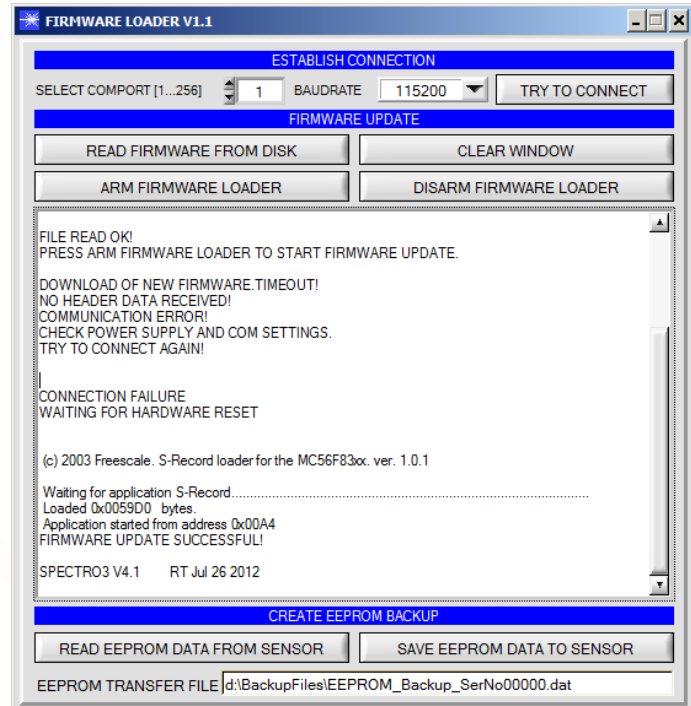 FIRMWARE LOADER V1.1
ESTABLISH CONNECTION
SELECT COMPORT [1...256] 1 BAUDRATE 115200 TRY TO CONNECT
FIRMWARE UPDATE
READ FIRMWARE FROM DISK CLEAR WINDOW
ARM FIRMWARE LOADER DISARM FIRMWARE LOADER
FILE READ OK!
PRESS ARM FIRMWARE LOADER TO START FIRMWARE UPDATE.
DOWNLOAD OF NEW FIRMWARE.TIMEOUT!
NO HEADER DATA RECEIVED!
COMMUNICATION ERROR!
CHECK POWER SUPPLY AND COM SETTINGS.
TRY TO CONNECT AGAIN!
CONNECTION FAILURE
WAITING FOR HARDWARE RESET
(c) 2003 Freescale. S-Record loader for the MC56F83xx. ver. 1.0.1
Waiting for application S-Record.........................................................................................
Loaded 0x0059D0 bytes.
Application started from address 0x00A4
FIRMWARE UPDATE SUCCESSFUL!
SPECTRO3 V4.1 RT Jul 26 2012
CREATE EEPROM BACKUP
READ EEPROM DATA FROM SENSOR SAVE EEPROM DATA TO SENSOR
EEPROM TRANSFER FILE d:\BackupFiles\EEPROM_Backup_SerNo00000.dat